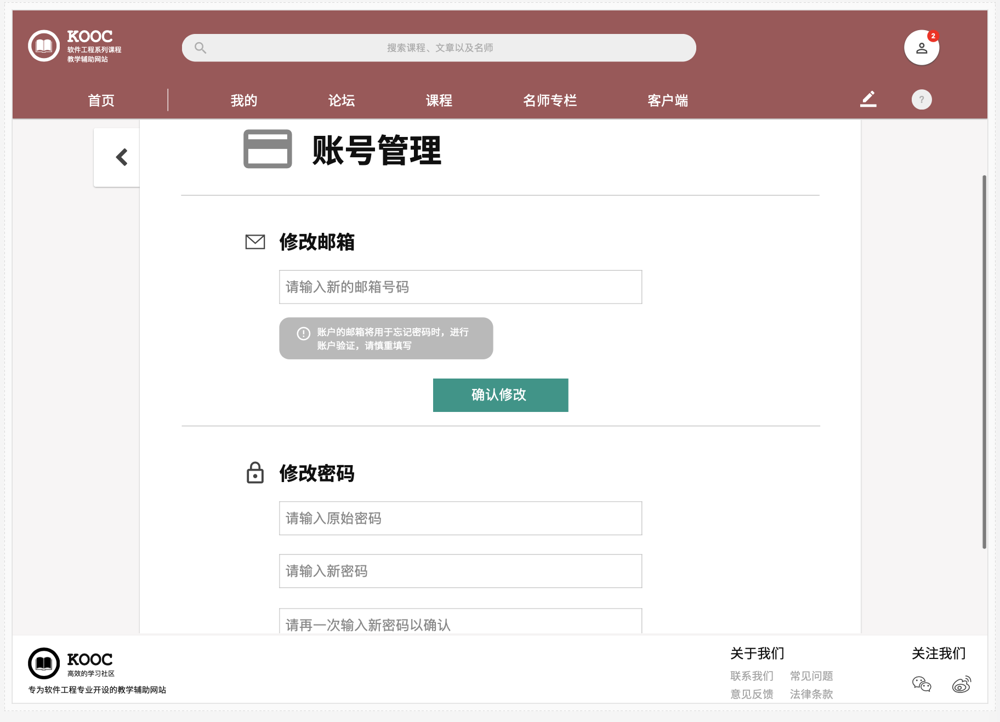 KOOC
软件工程系列课程
教学辅助网站
搜索课程、文章以及名师
2
首页
我的
论坛
课程
名师专栏
客户端
?
账号管理
修改邮箱
请输入新的邮箱号码
账户的邮箱将用于忘记密码时，进行
账户验证，请慎重填写
确认修改
修改密码
请输入原始密码
请输入新密码
请再一次输入新密码以确认
KOOC
高效的学习社区
专为软件工程专业开设的教学辅助网站
关于我们
联系我们 常见问题
意见反馈 法律条款
关注我们